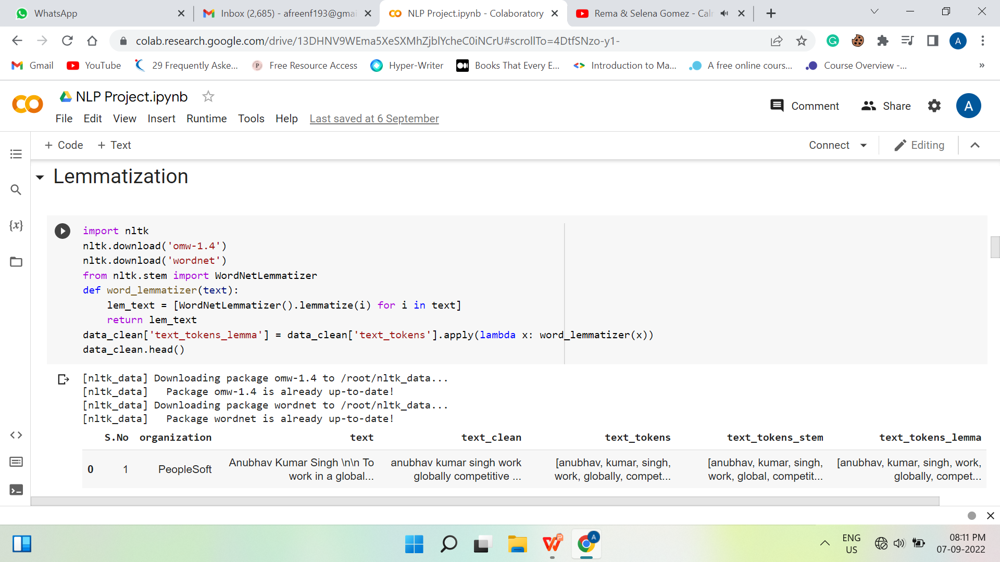 WhatsApp
Inbox (2,685) - afreenf193@gmai
NLP Project.ipynb - Colaboratory
Rema & Selena Gomez - Calr
colab.research.google.com/drive/13DHNV9WEma5XeSXMhZjblYcheC0iNCrU#scrollTo=4DtfSNzo-y1-
A
Gmail
YouTube
29 Frequently Aske...
Free Resource Access
Hyper-Writer
Books That Every E...
Introduction to Ma...
A free online cours...
Course Overview -...
»
NLP Project.ipynb
Comment
Share
A
File Edit View Insert Runtime Tools Help Last saved at 6 September
+ Code + Text
Connect
Editing
Lemmatization
{x}
import nltk
nltk.download('omw-1.4')
nltk.download('wordnet')
from nltk.stem import WordNetLemmatizer
def word_lemmatizer(text):
    lem_text = [WordNetLemmatizer().lemmatize(i) for i in text]
    return lem_text
data_clean['text_tokens_lemma'] = data_clean['text_tokens'].apply(lambda x: word_lemmatizer(x))
data_clean.head()
[nltk_data] Downloading package omw-1.4 to /root/nltk_data...
[nltk_data]   Package omw-1.4 is already up-to-date!
[nltk_data] Downloading package wordnet to /root/nltk_data...
[nltk_data]   Package wordnet is already up-to-date!
S.No organization text text_clean text_tokens text_tokens_stem text_tokens_lemma
0 1 PeopleSoft Anubhav Kumar Singh \n\n To anubhav kumar singh work [anubhav, kumar, singh, [anubhav, kumar, singh, [anubhav, kumar, singh, work,
work in a global... globally competitive ... work, globally, compet... work, global, competit... globally, compet...
A
ENG
US
08:11 PM
07-09-2022